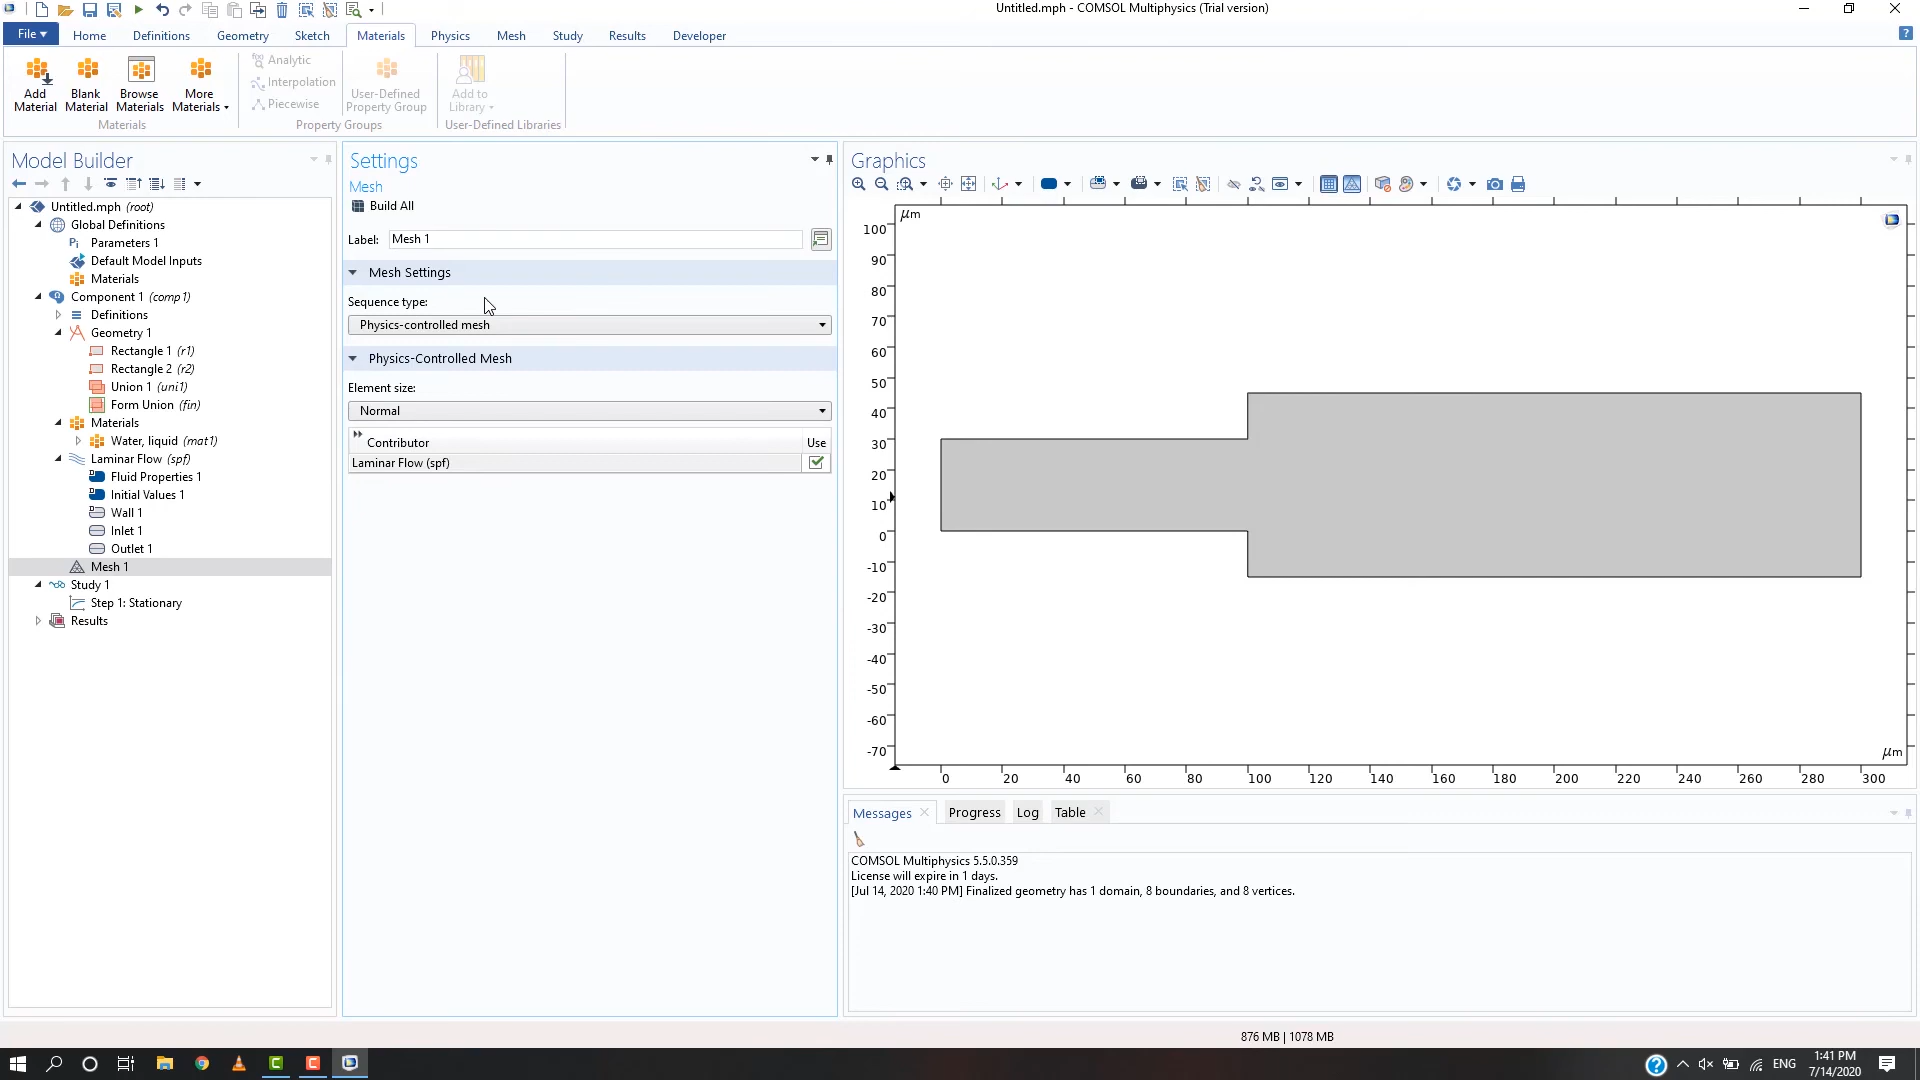 Untitled.mph - COMSOL Multiphysics (Trial version)
File
Home
Definitions
Geometry
Sketch
Materials
Physics
Mesh
Study
Results
Developer
Add Material
Blank Material
Browse Materials
More Materials
Materials
Analytic
Interpolation
Piecewise
User-Defined Property Group
Property Groups
Add to Library
User-Defined Libraries
Model Builder
Untitled.mph (root)
Global Definitions
Pi Parameters 1
Default Model Inputs
Materials
Component 1 (comp1)
Definitions
Geometry 1
Rectangle 1 (r1)
Rectangle 2 (r2)
Union 1 (uni1)
Form Union (fin)
Materials
Water, liquid (mat1)
Laminar Flow (spf)
Fluid Properties 1
Initial Values 1
Wall 1
Inlet 1
Outlet 1
Mesh 1
Study 1
Step 1: Stationary
Results
Settings
Mesh
Build All
Label: Mesh 1
Mesh Settings
Sequence type:
Physics-controlled mesh
Physics-Controlled Mesh
Element size:
Normal
Contributor Use
Laminar Flow (spf)
Graphics
μm
100
90
80
70
60
50
40
30
20
10
0
-10
-20
-30
-40
-50
-60
-70
μm
0 20 40 60 80 100 120 140 160 180 200 220 240 260 280 300
Messages
Progress
Log
Table
COMSOL Multiphysics 5.5.0.359
License will expire in 1 days.
[Jul 14, 2020 1:40 PM] Finalized geometry has 1 domain, 8 boundaries, and 8 vertices.
876 MB | 1078 MB
ENG
1:41 PM
7/14/2020